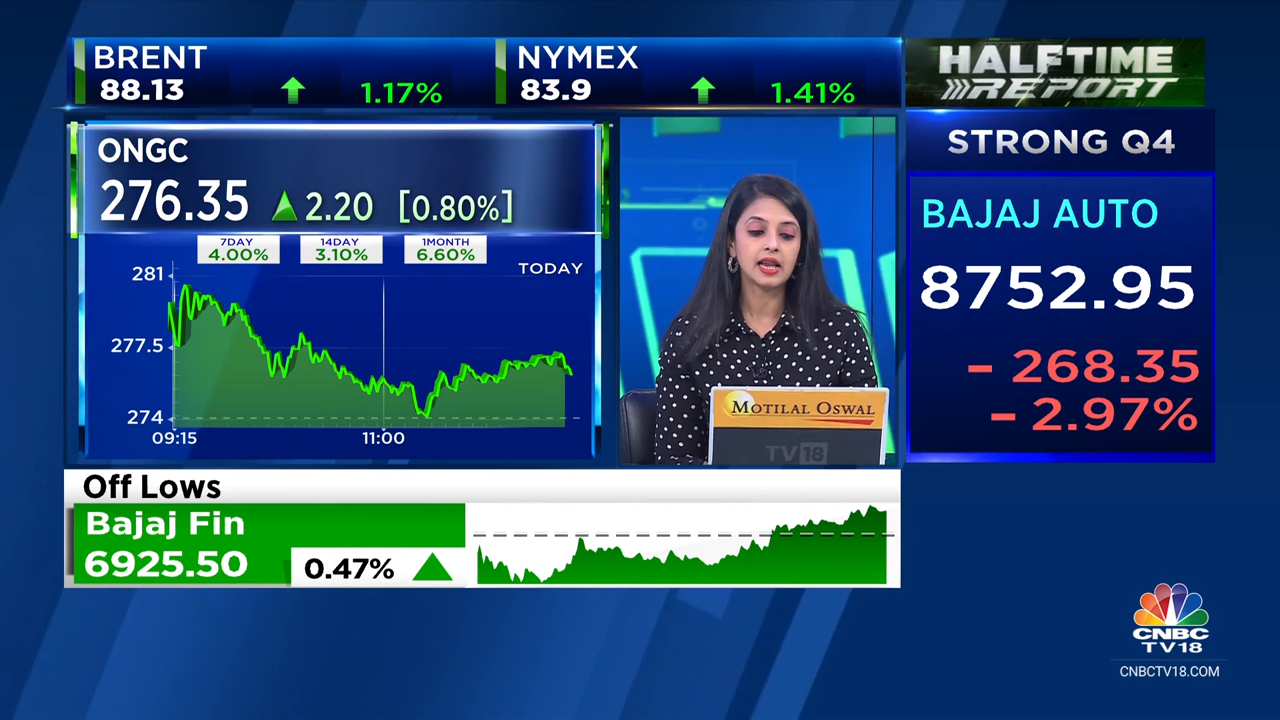 BRENT
88.13 1.17%
NYMEX
83.9 1.41%
HALFTIME
REPORT
ONGC
276.35 2.20 [0.80%]
7DAY
4.00%
14DAY
3.10%
1MONTH
6.60%
TODAY
281
277.5
274
09:15 11:00
MOTILAL OSWAL
TV18
STRONG Q4
BAJAJ AUTO
8752.95
- 268.35
- 2.97%
Off Lows
Bajaj Fin
6925.50 0.47%
CNBC
TV18
CNBCTV18.COM